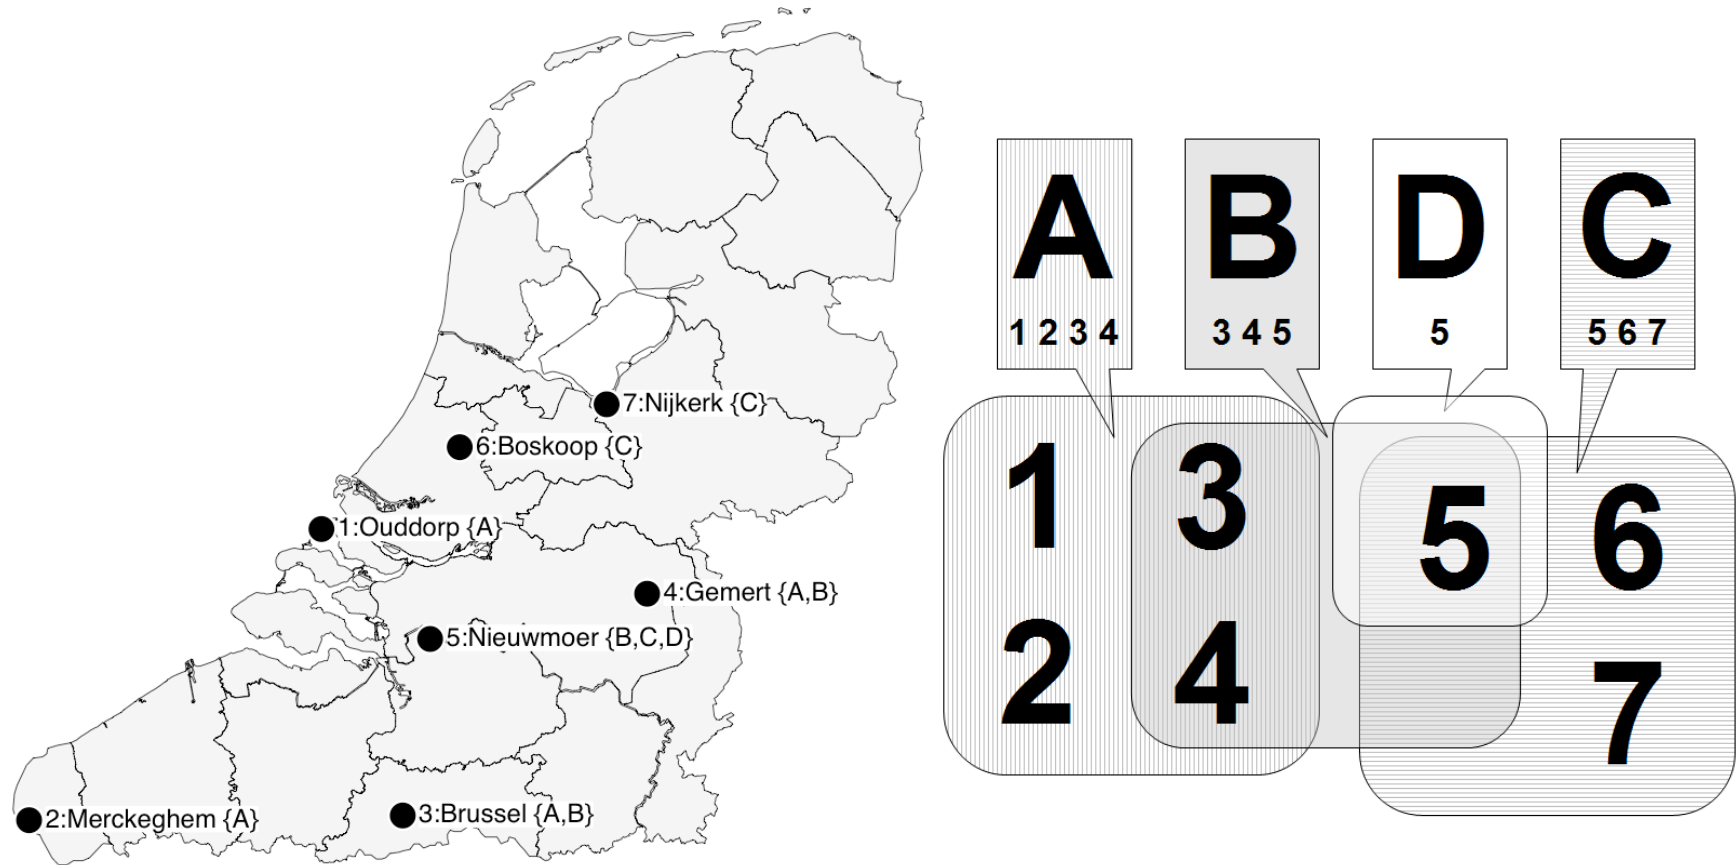 7:Nijkerk {C}
6:Boskoop {C}
1:Ouddorp {A}
4:Gemert {A,B}
5:Nieuwmoer {B,C,D}
2:Merckeghem {A}
3:Brussel {A,B}
A B D C
1 2 3 4 3 4 5 5 5 6 7
1 3 5 6
2 4 7